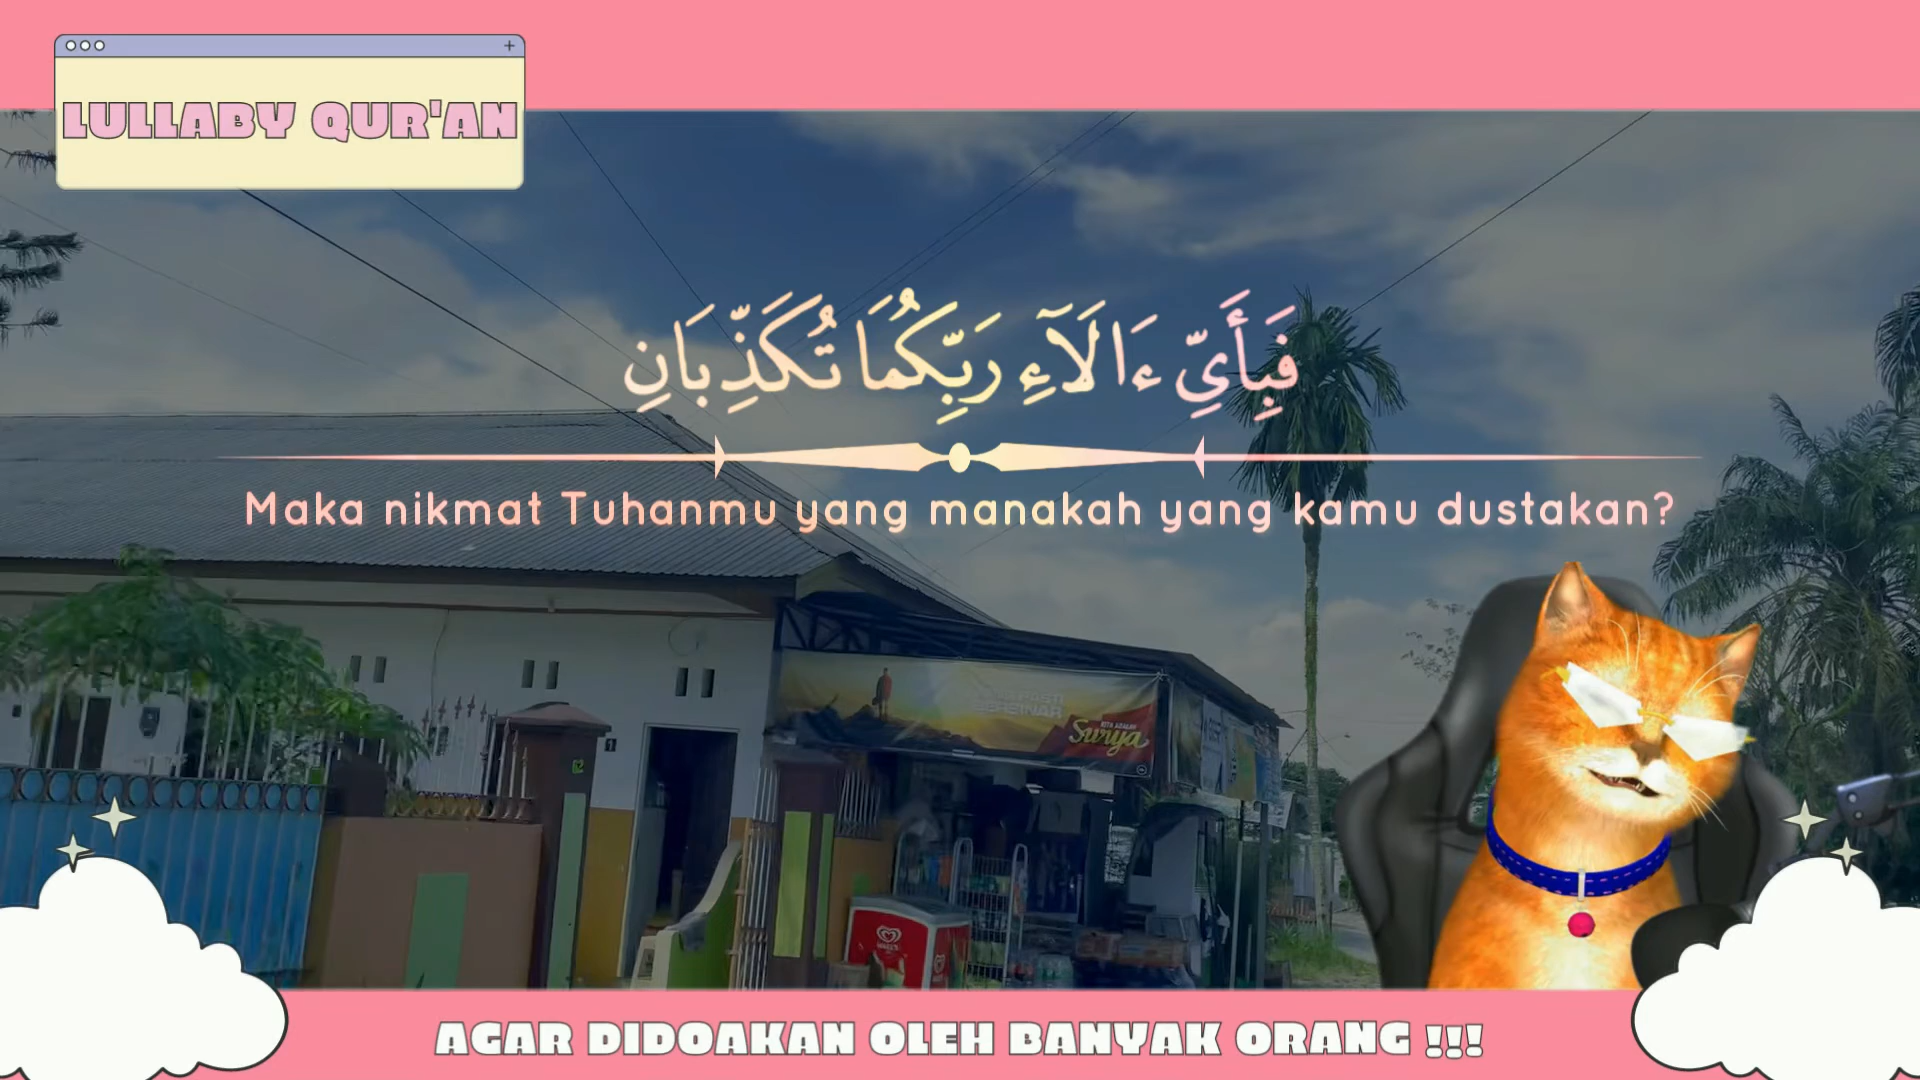 LULLABY QUR'AN
فَبِأَيِّ ءَالَآءِ رَبِّكُمَا تُكَذِّبَانِ
Maka nikmat Tuhanmu yang manakah yang kamu dustakan?
Surya
AGAR DIDOAKAN OLEH BANYAK ORANG !!!